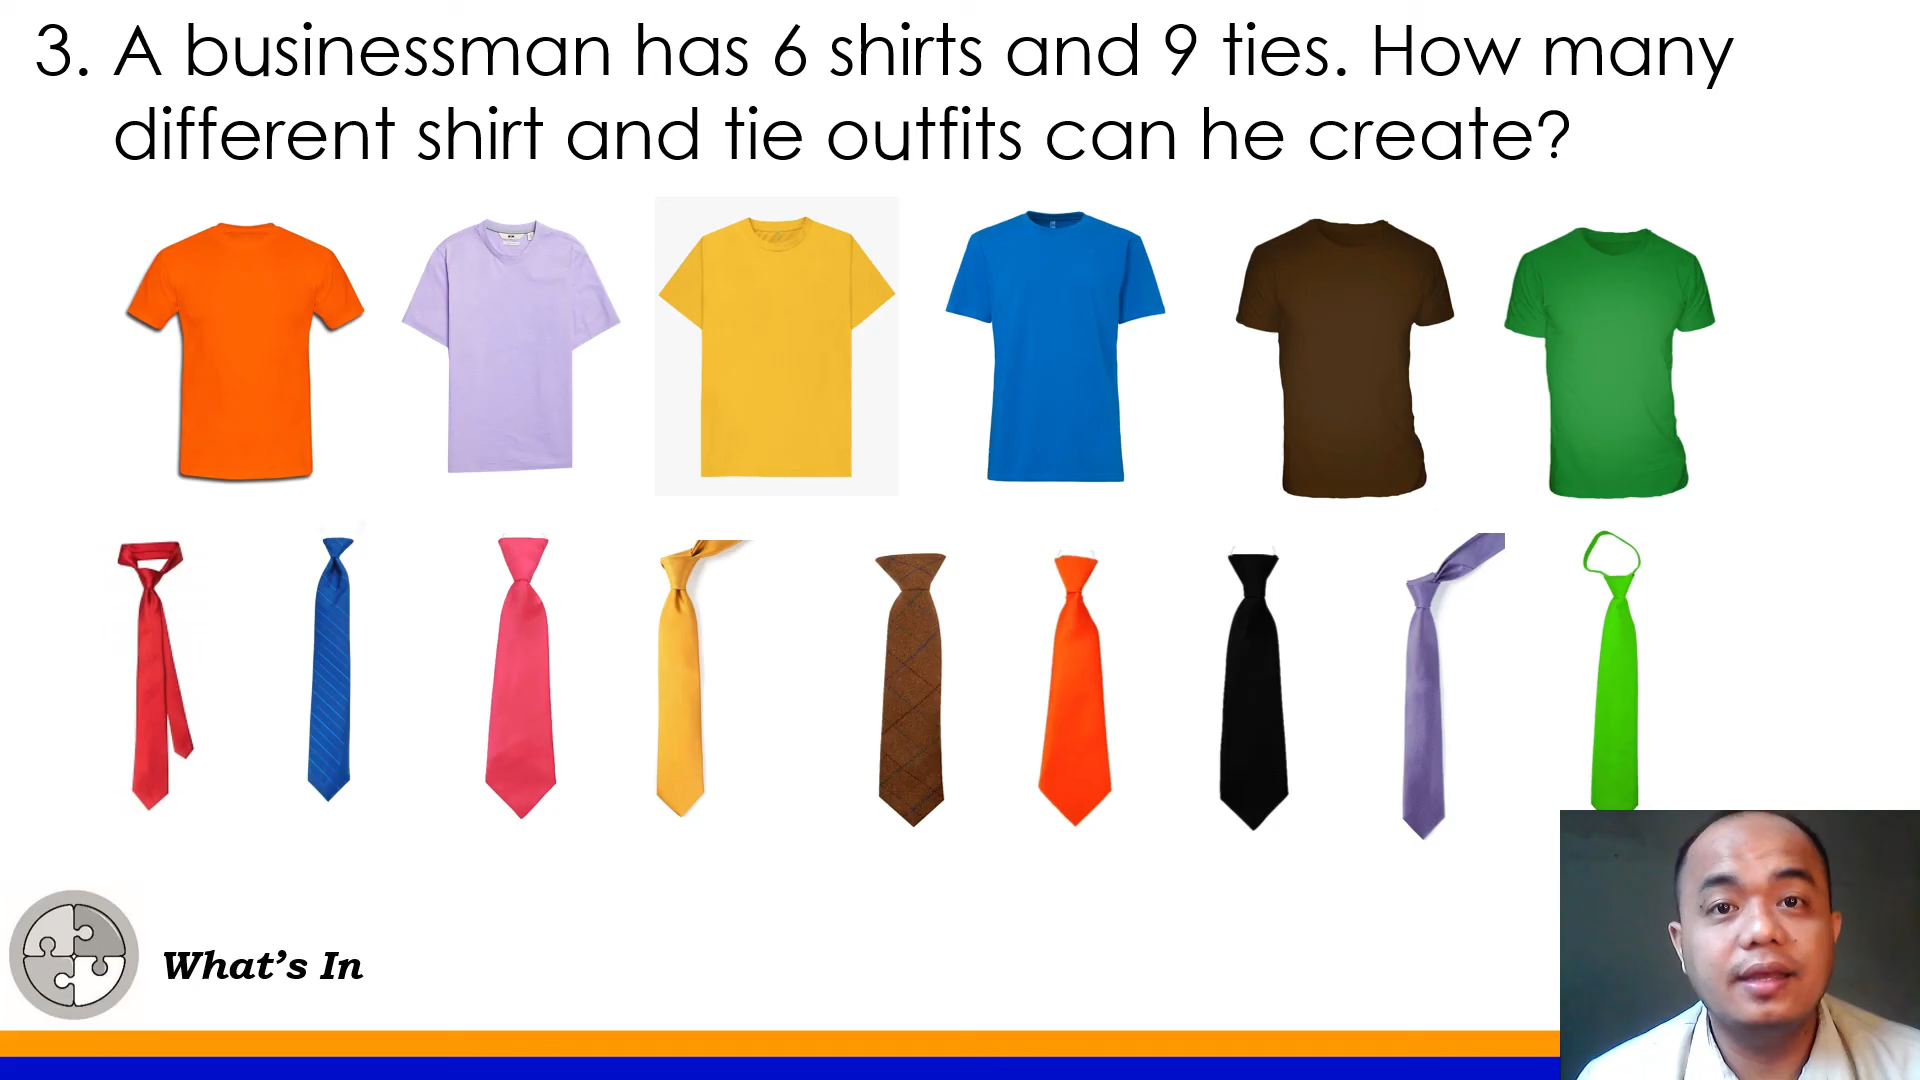 3. A businessman has 6 shirts and 9 ties. How many
different shirt and tie outfits can he create?
What's In